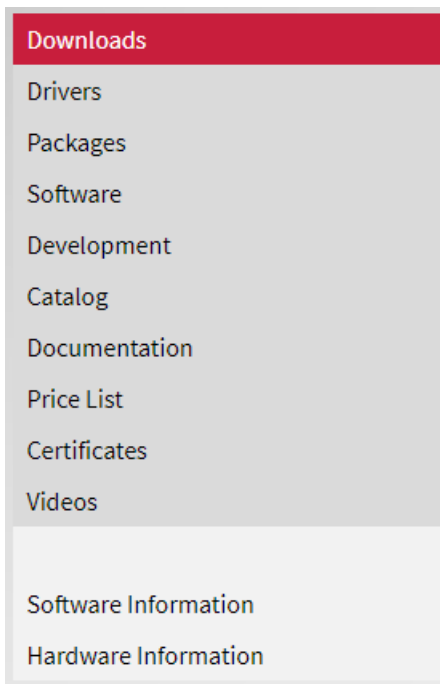 Downloads
Drivers
Packages
Software
Development
Catalog
Documentation
Price List
Certificates
Videos
Software Information
Hardware Information